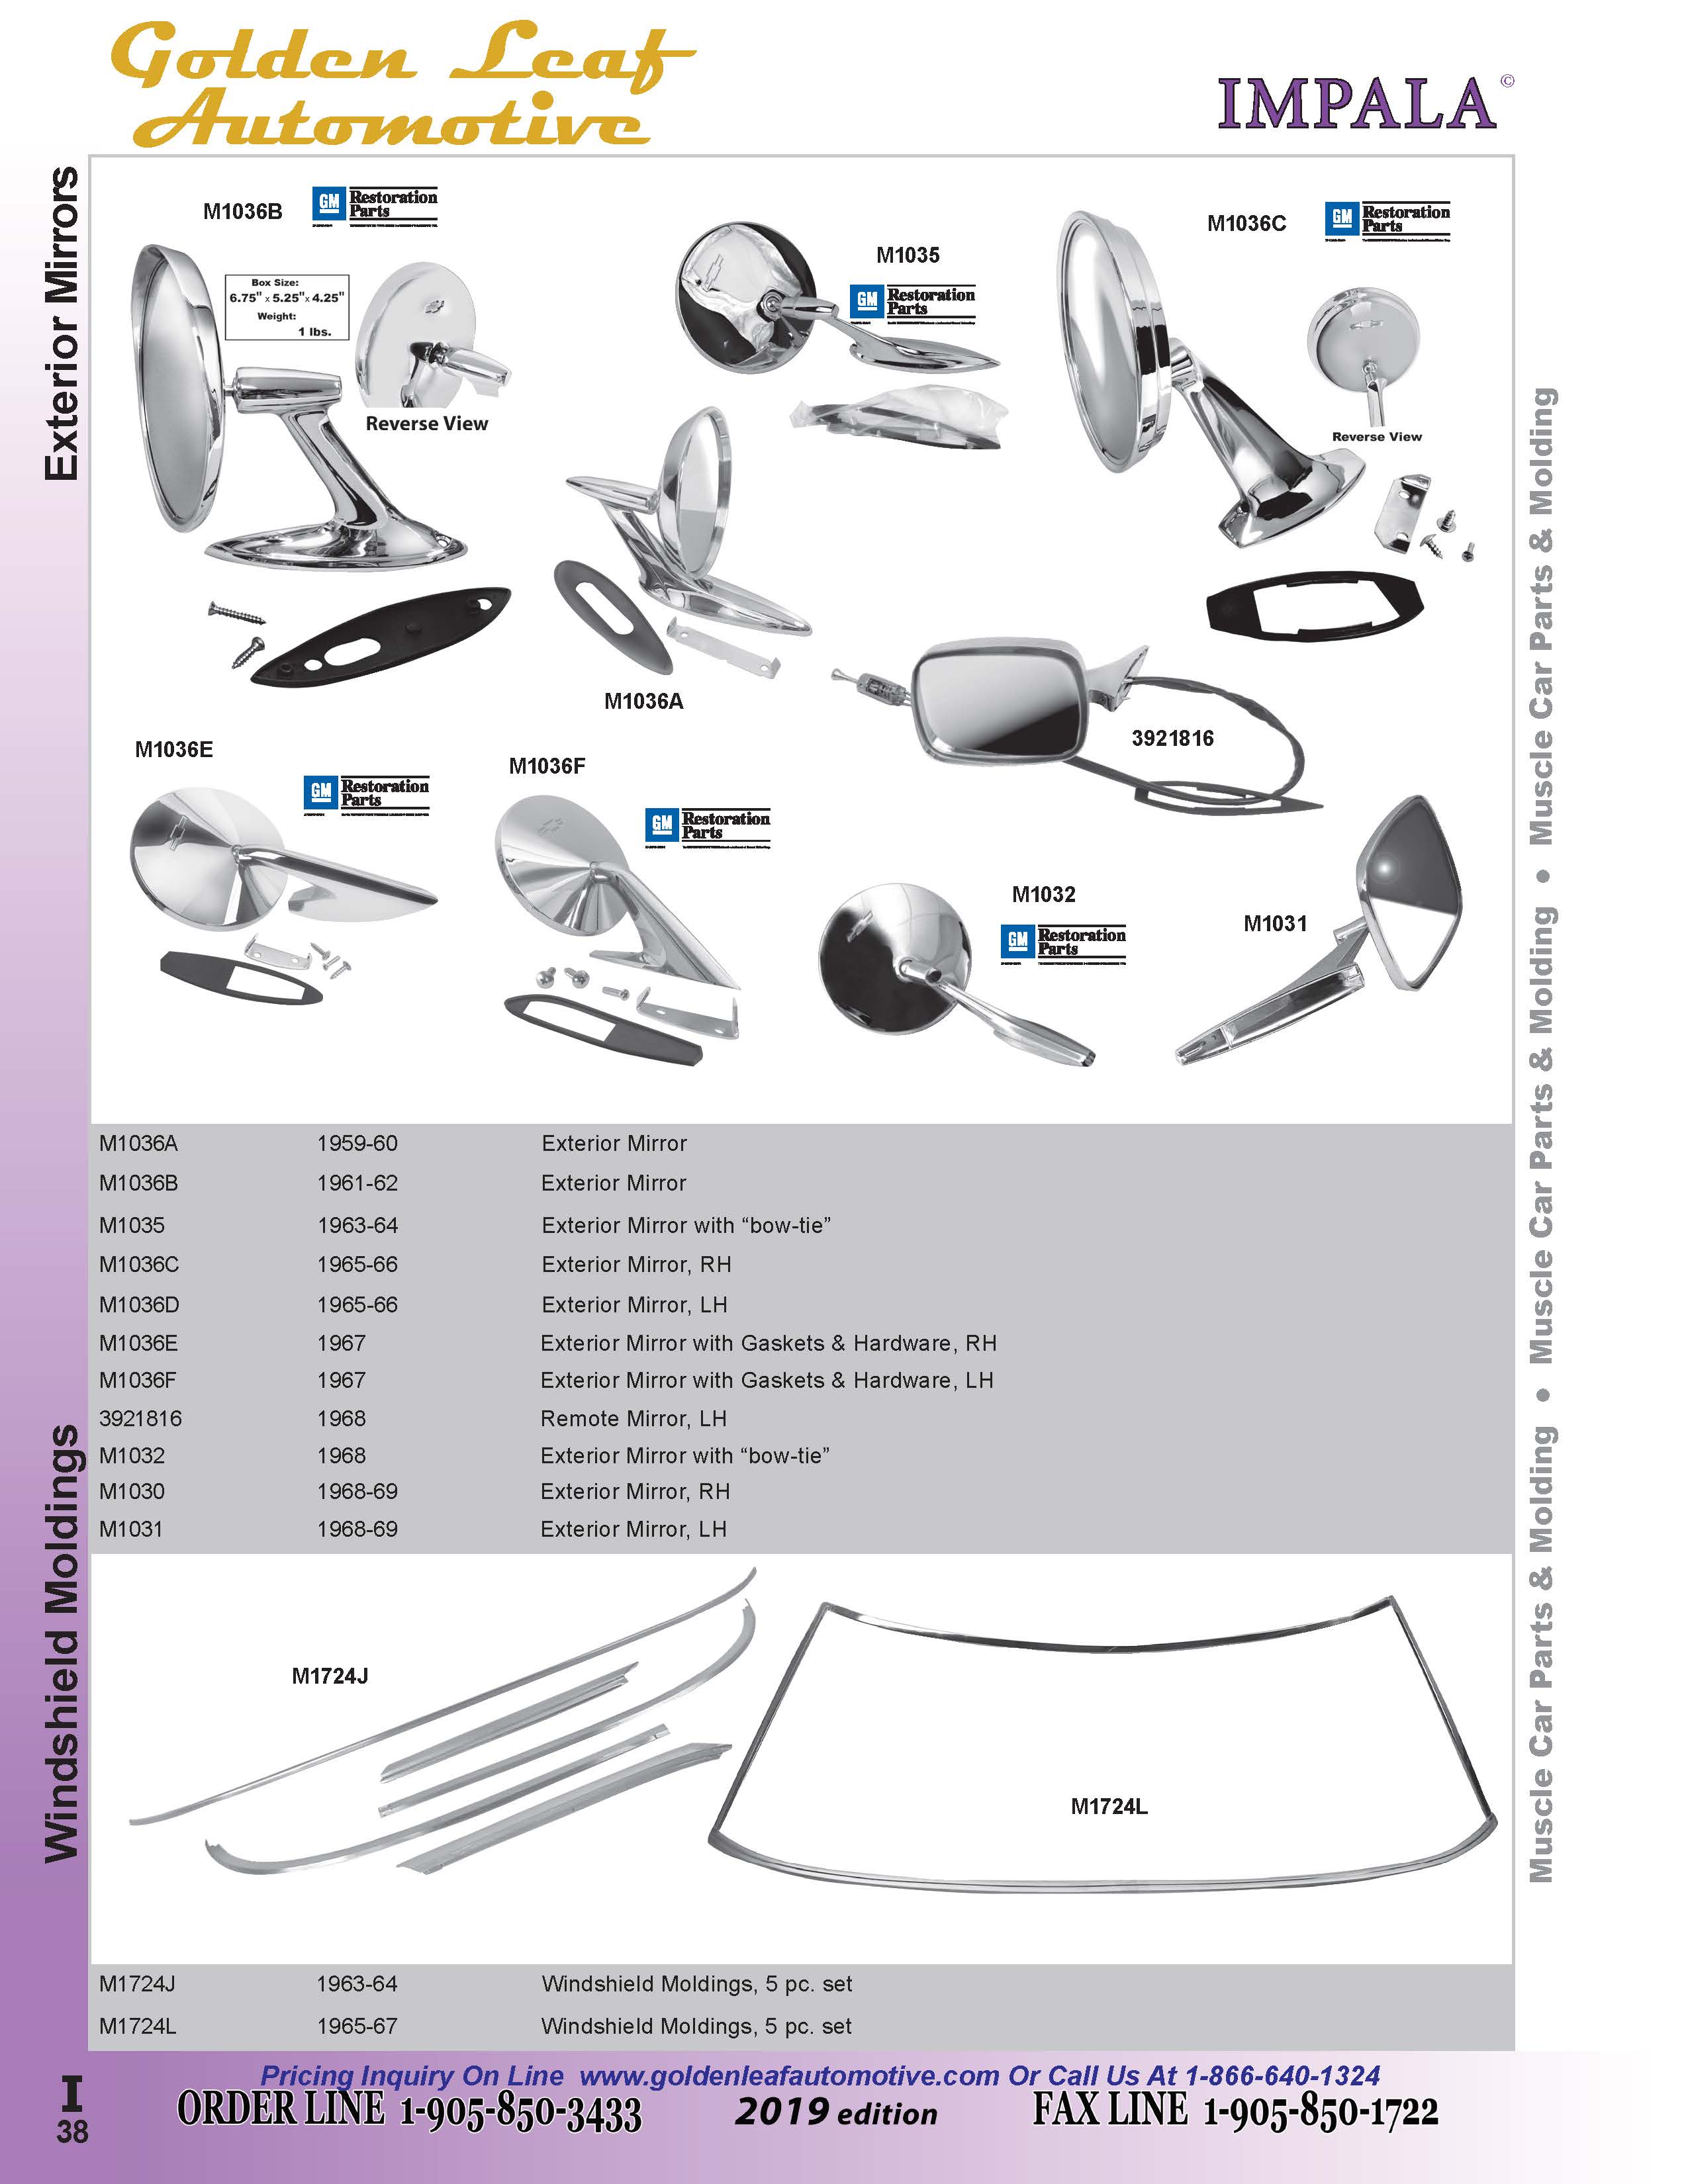 Golden Leaf
Automotive
IMPALA©
Exterior Mirrors
M1036B
GM Restoration
Parts
Box Size:
6.75" x 5.25"x 4.25"
Weight:
1 lbs.
Reverse View
M1035
GM Restoration
Parts
M1036C
GM Restoration
Parts
Reverse View
M1036A
3921816
M1036E
GM Restoration
Parts
M1036F
GM Restoration
Parts
M1032
GM Restoration
Parts
M1031
M1036A 1959-60 Exterior Mirror
M1036B 1961-62 Exterior Mirror
M1035 1963-64 Exterior Mirror with “bow-tie”
M1036C 1965-66 Exterior Mirror, RH
M1036D 1965-66 Exterior Mirror, LH
M1036E 1967 Exterior Mirror with Gaskets & Hardware, RH
M1036F 1967 Exterior Mirror with Gaskets & Hardware, LH
3921816 1968 Remote Mirror, LH
M1032 1968 Exterior Mirror with “bow-tie”
M1030 1968-69 Exterior Mirror, RH
M1031 1968-69 Exterior Mirror, LH
Windshield Moldings
M1724J
M1724L
M1724J 1963-64 Windshield Moldings, 5 pc. set
M1724L 1965-67 Windshield Moldings, 5 pc. set
Muscle Car Parts & Molding • Muscle Car Parts & Molding • Muscle Car Parts & Molding
Pricing Inquiry On Line www.goldenleafautomotive.com Or Call Us At 1-866-640-1324
I
38
ORDER LINE 1-905-850-3433 2019 edition FAX LINE 1-905-850-1722